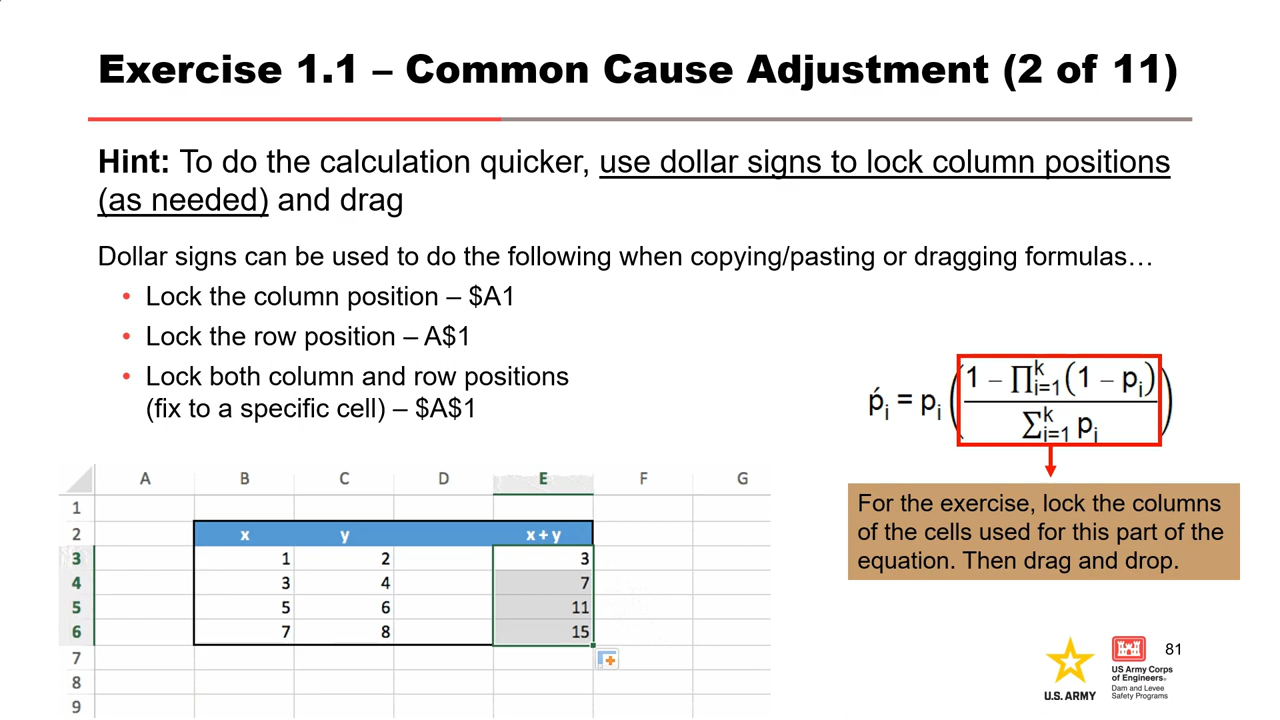 Exercise 1.1 – Common Cause Adjustment (2 of 11)
Hint: To do the calculation quicker, use dollar signs to lock column positions
(as needed) and drag
Dollar signs can be used to do the following when copying/pasting or dragging formulas…
• Lock the column position – $A1
• Lock the row position – A$1
• Lock both column and row positions
(fix to a specific cell) – $A$1
ṕi = pi ( (1 − ∏ᵏi=1 (1 − pi)) / (∑ᵏi=1 pi) )
For the exercise, lock the columns
of the cells used for this part of the
equation. Then drag and drop.
A B C D E F G
1
2 x y x + y
3 1 2 3
4 3 4 7
5 5 6 11
6 7 8 15
7
8
9
U.S. ARMY
US Army Corps
of Engineers®
Dam and Levee
Safety Programs
81